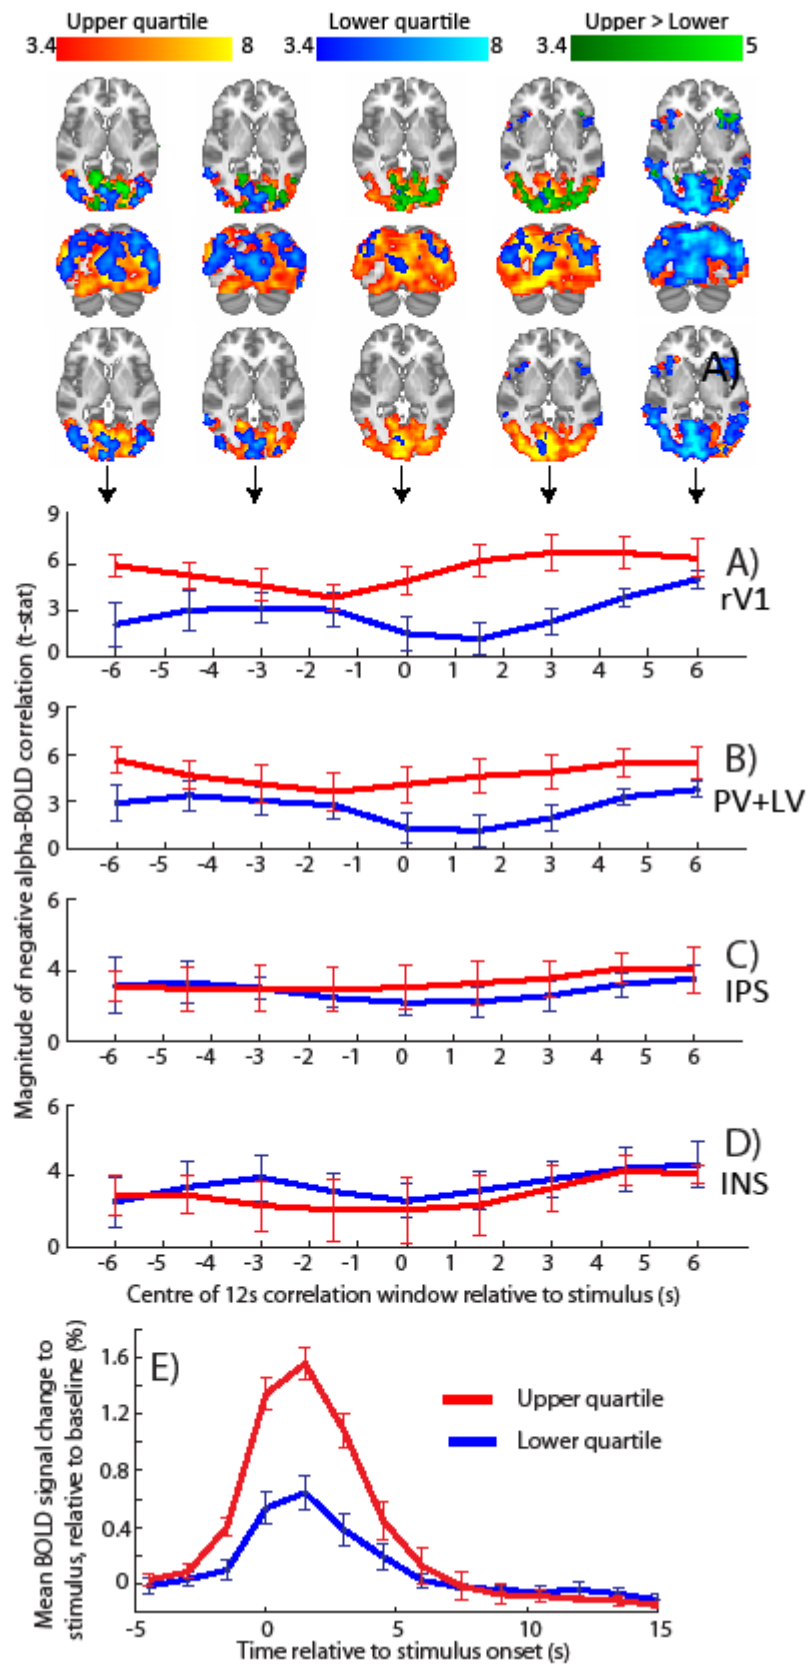 Upper quartile Lower quartile Upper > Lower
3.4 8 3.4 8 3.4 5
A)
Magnitude of negative alpha-BOLD correlation (t-stat)
9
6
3
0
A)
rV1
-6 -5 -4 -3 -2 -1 0 1 2 3 4 5 6
9
6
3
0
B)
PV+LV
-6 -5 -4 -3 -2 -1 0 1 2 3 4 5 6
6
4
0
C)
IPS
-6 -5 -4 -3 -2 -1 0 1 2 3 4 5 6
6
4
0
D)
INS
-6 -5 -4 -3 -2 -1 0 1 2 3 4 5 6
Centre of 12s correlation window relative to stimulus (s)
Mean BOLD signal change to
stimulus, relative to baseline (%)
E)
1.6
1.2
0.8
0.4
0
Upper quartile
Lower quartile
-5 0 5 15
Time relative to stimulus onset (s)